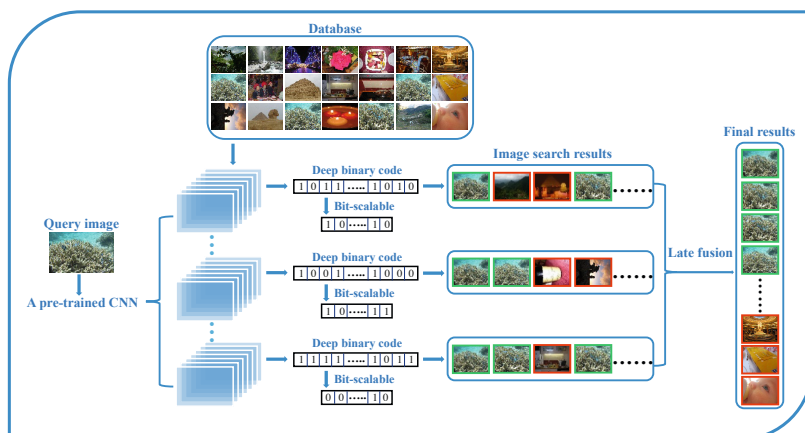 Database
Final results
Deep binary code
Image search results
1 0 1 1 ..... 1 0 1 0
Bit-scalable
1 0 ..... 1 0
Query image
Deep binary code
Late fusion
1 0 0 1 ..... 1 0 0 0
A pre-trained CNN
Bit-scalable
1 0 ..... 1 1
Deep binary code
1 1 1 1 ..... 1 0 1 1
Bit-scalable
0 0 ..... 1 0